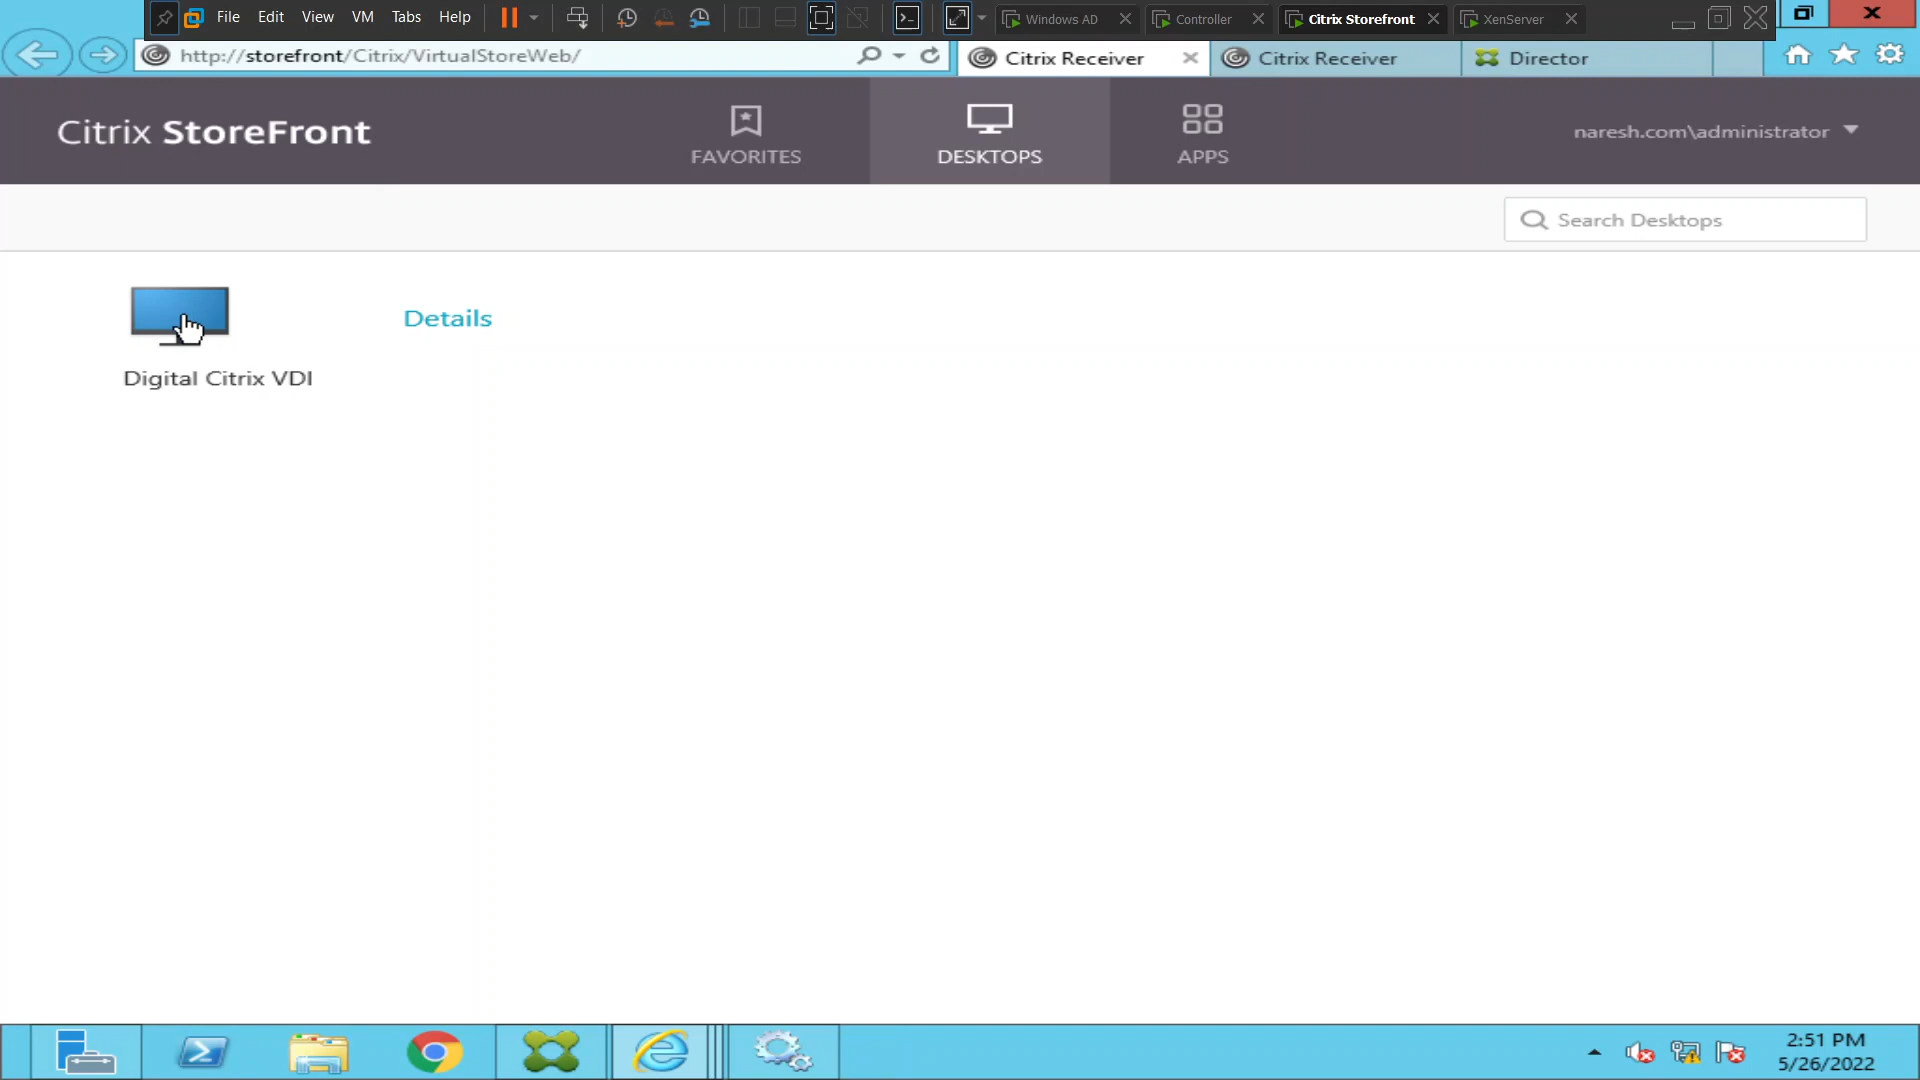 File Edit View VM Tabs Help
Windows AD
Controller
Citrix Storefront
XenServer
http://storefront/Citrix/VirtualStoreWeb/
Citrix Receiver
Citrix Receiver
Director
Citrix StoreFront
FAVORITES
DESKTOPS
APPS
naresh.com\administrator
Search Desktops
Details
Digital Citrix VDI
2:51 PM
5/26/2022